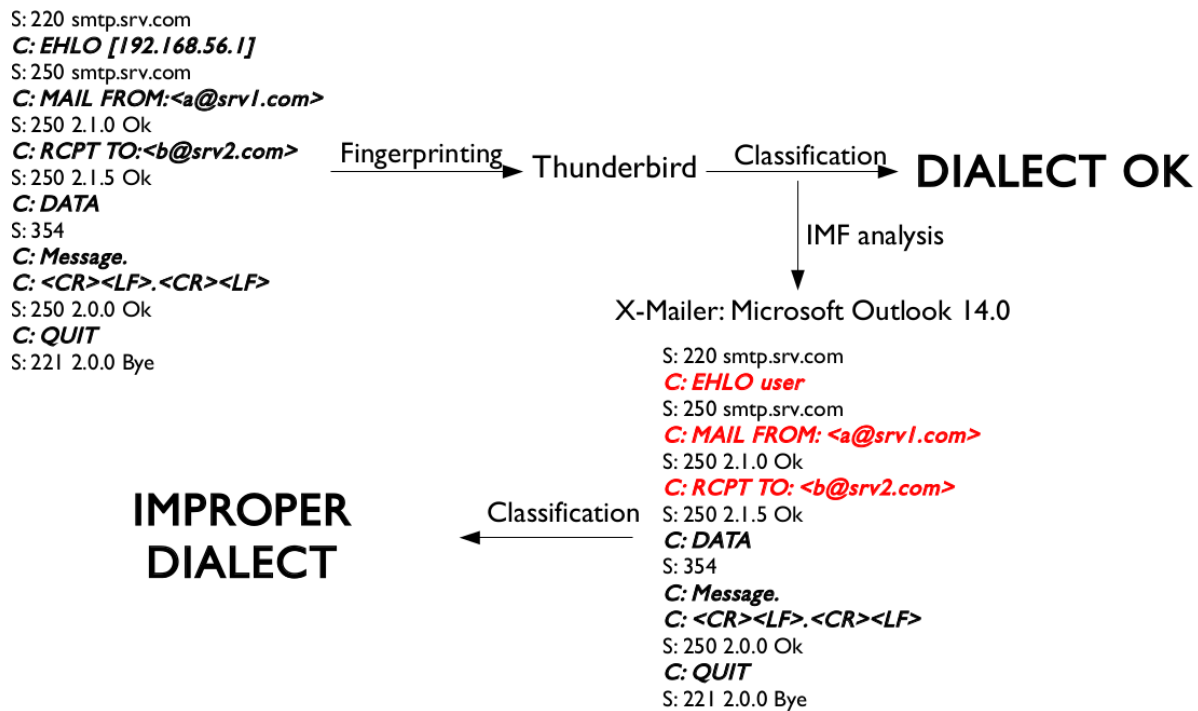 S: 220 smtp.srv.com
C: EHLO [192.168.56.1]
S: 250 smtp.srv.com
C: MAIL FROM:<a@srv1.com>
S: 250 2.1.0 Ok
C: RCPT TO:<b@srv2.com>
S: 250 2.1.5 Ok
C: DATA
S: 354
C: Message.
C: <CR><LF>.<CR><LF>
S: 250 2.0.0 Ok
C: QUIT
S: 221 2.0.0 Bye
Fingerprinting
Thunderbird
Classification
DIALECT OK
IMF analysis
X-Mailer: Microsoft Outlook 14.0
S: 220 smtp.srv.com
C: EHLO user
S: 250 smtp.srv.com
C: MAIL FROM: <a@srv1.com>
S: 250 2.1.0 Ok
C: RCPT TO: <b@srv2.com>
S: 250 2.1.5 Ok
C: DATA
S: 354
C: Message.
C: <CR><LF>.<CR><LF>
S: 250 2.0.0 Ok
C: QUIT
S: 221 2.0.0 Bye
Classification
IMPROPER
DIALECT